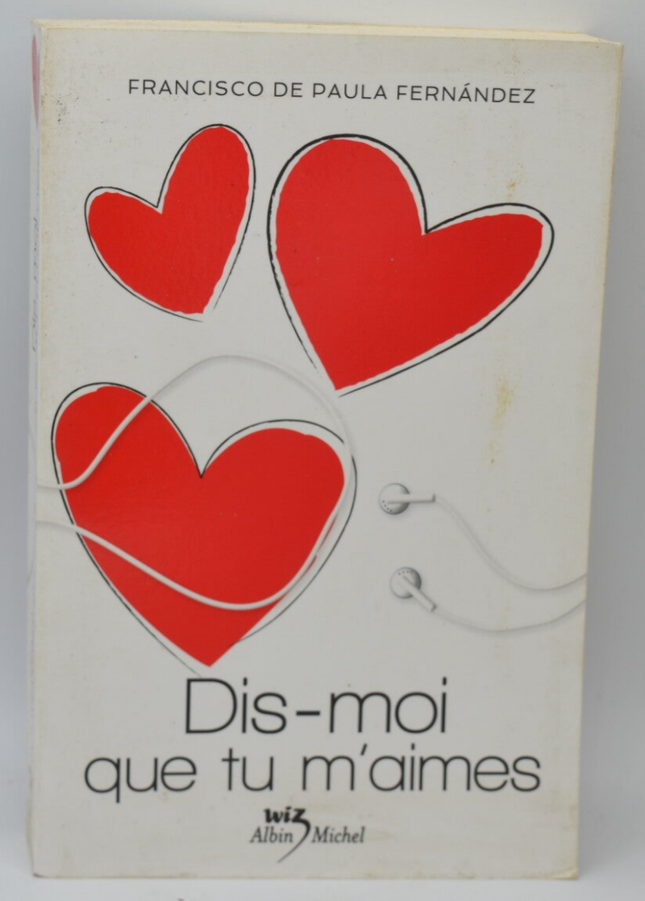 FRANCISCO DE PAULA FERNÁNDEZ
Dis-moi
que tu m'aimes
wiz
Albin Michel